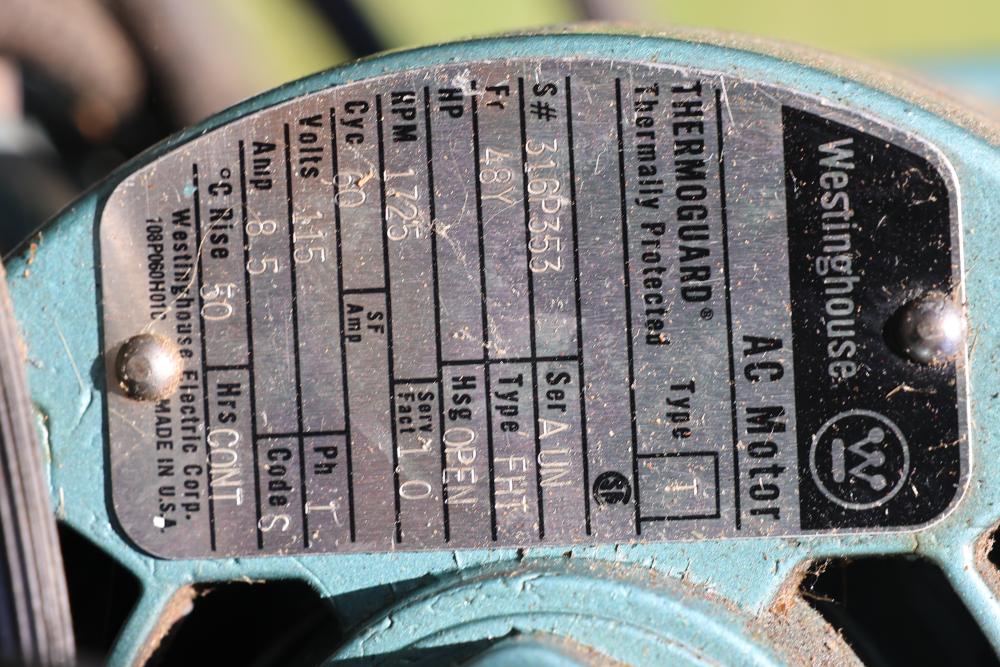 Westinghouse
AC Motor
THERMOGUARD® Type T
Thermally Protected
S# 316P353 Ser AUN
Fr 48Y Type FHT
HP Hsg OPEN
RPM 1725 Serv Fact 1.0
Cyc 60 SF Amp
Volts 115 Ph I
Amp 8.5 Code S
°C Rise 50 Hrs CONT
Westinghouse Electric Corp.
708P060H01C MADE IN U.S.A.